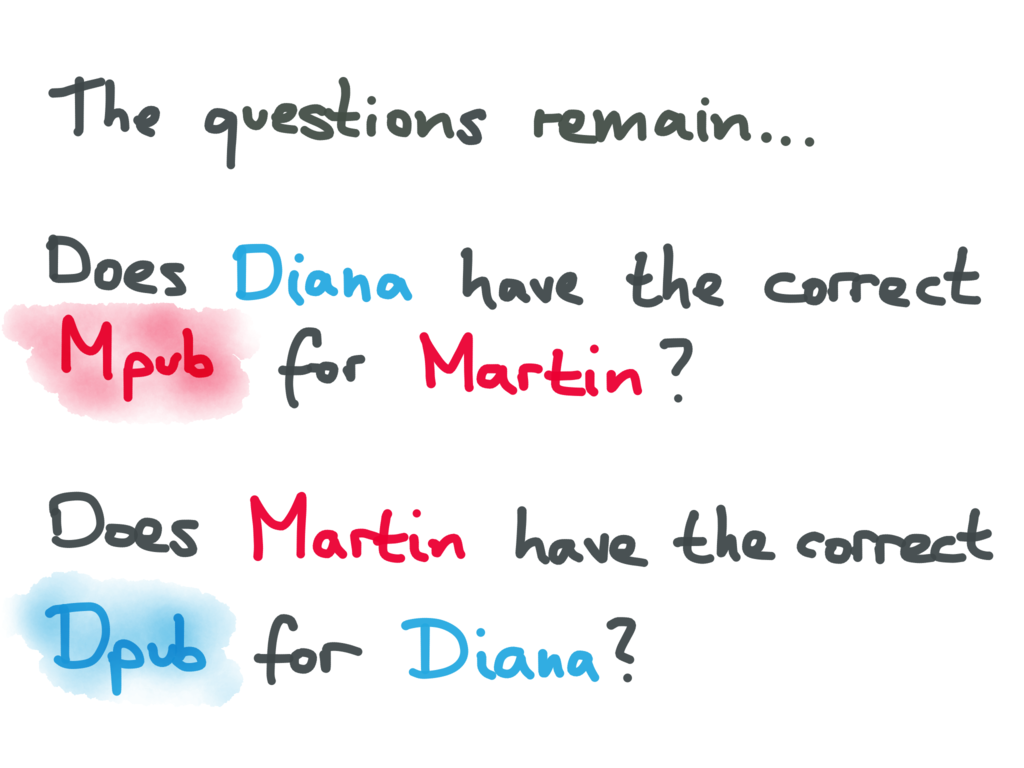 The questions remain...
Does Diana have the correct
Mpub for Martin?
Does Martin have the correct
Dpub for Diana?